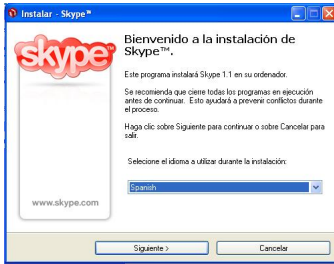 Instalar - Skype™
skype™
Bienvenido a la instalación de
Skype™.
Este programa instalará Skype 1.1 en su ordenador.
Se recomienda que cierre todos los programas en ejecución
antes de continuar. Esto ayudará a prevenir conflictos durante
el proceso.
Haga clic sobre Siguiente para continuar o sobre Cancelar para
salir.
Selecione el idioma a utilizar durante la instalación:
Spanish
www.skype.com
Siguiente >
Cancelar